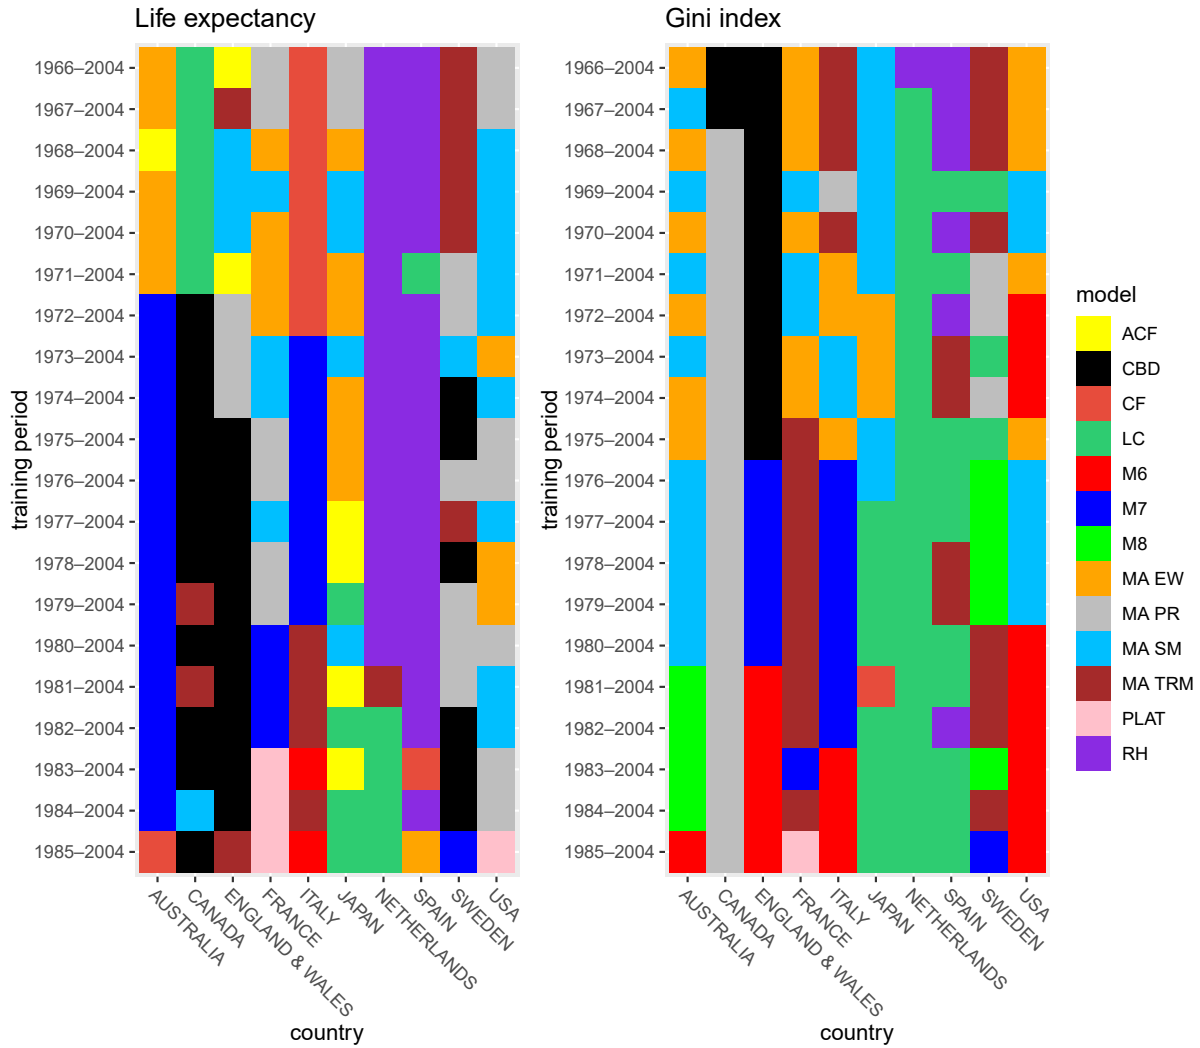 Life expectancy
training period
1966–2004
1967–2004
1968–2004
1969–2004
1970–2004
1971–2004
1972–2004
1973–2004
1974–2004
1975–2004
1976–2004
1977–2004
1978–2004
1979–2004
1980–2004
1981–2004
1982–2004
1983–2004
1984–2004
1985–2004
AUSTRALIA
CANADA
ENGLAND & WALES
FRANCE
ITALY
JAPAN
NETHERLANDS
SPAIN
SWEDEN
USA
country
Gini index
training period
1966–2004
1967–2004
1968–2004
1969–2004
1970–2004
1971–2004
1972–2004
1973–2004
1974–2004
1975–2004
1976–2004
1977–2004
1978–2004
1979–2004
1980–2004
1981–2004
1982–2004
1983–2004
1984–2004
1985–2004
AUSTRALIA
CANADA
ENGLAND & WALES
FRANCE
ITALY
JAPAN
NETHERLANDS
SPAIN
SWEDEN
USA
country
model
ACF
CBD
CF
LC
M6
M7
M8
MA EW
MA PR
MA SM
MA TRM
PLAT
RH